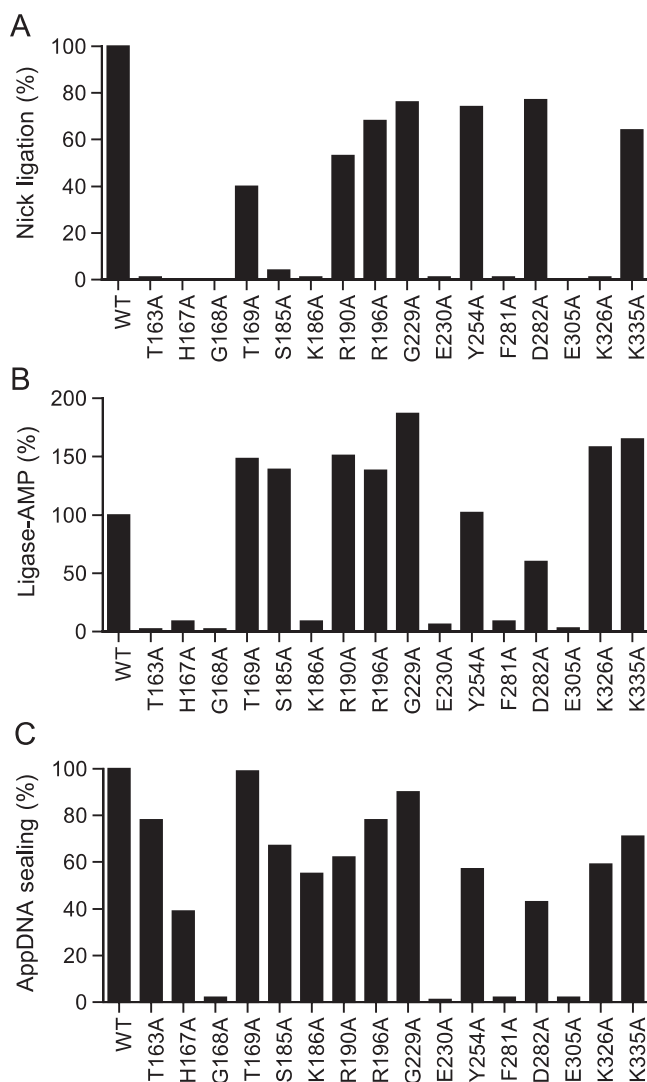 A
Nick ligation (%)
100
80
60
40
20
0
WT
T163A
H167A
G168A
T169A
S185A
K186A
R190A
R196A
G229A
E230A
Y254A
F281A
D282A
E305A
K326A
K335A
B
Ligase-AMP (%)
200
150
100
50
0
WT
T163A
H167A
G168A
T169A
S185A
K186A
R190A
R196A
G229A
E230A
Y254A
F281A
D282A
E305A
K326A
K335A
C
AppDNA sealing (%)
100
80
60
40
20
0
WT
T163A
H167A
G168A
T169A
S185A
K186A
R190A
R196A
G229A
E230A
Y254A
F281A
D282A
E305A
K326A
K335A